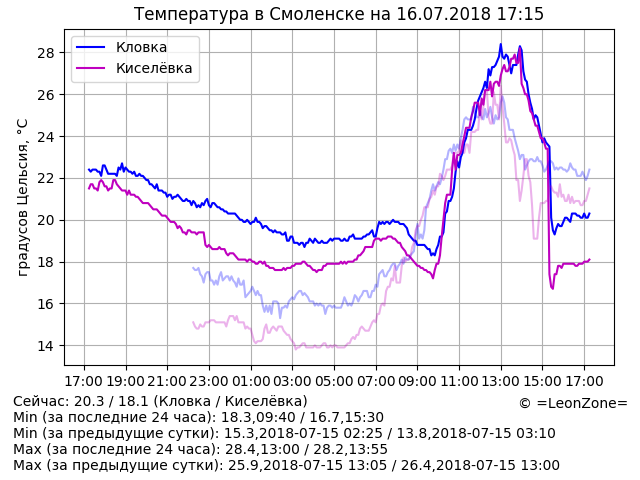 Температура в Смоленске на 16.07.2018 17:15
Кловка
Киселёвка
градусов Цельсия, °C
28
26
24
22
20
18
16
14
17:00 19:00 21:00 23:00 01:00 03:00 05:00 07:00 09:00 11:00 13:00 15:00 17:00
Сейчас: 20.3 / 18.1 (Кловка / Киселёвка)
© =LeonZone=
Min (за последние 24 часа): 18.3,09:40 / 16.7,15:30
Min (за предыдущие сутки): 15.3,2018-07-15 02:25 / 13.8,2018-07-15 03:10
Max (за последние 24 часа): 28.4,13:00 / 28.2,13:55
Max (за предыдущие сутки): 25.9,2018-07-15 13:05 / 26.4,2018-07-15 13:00